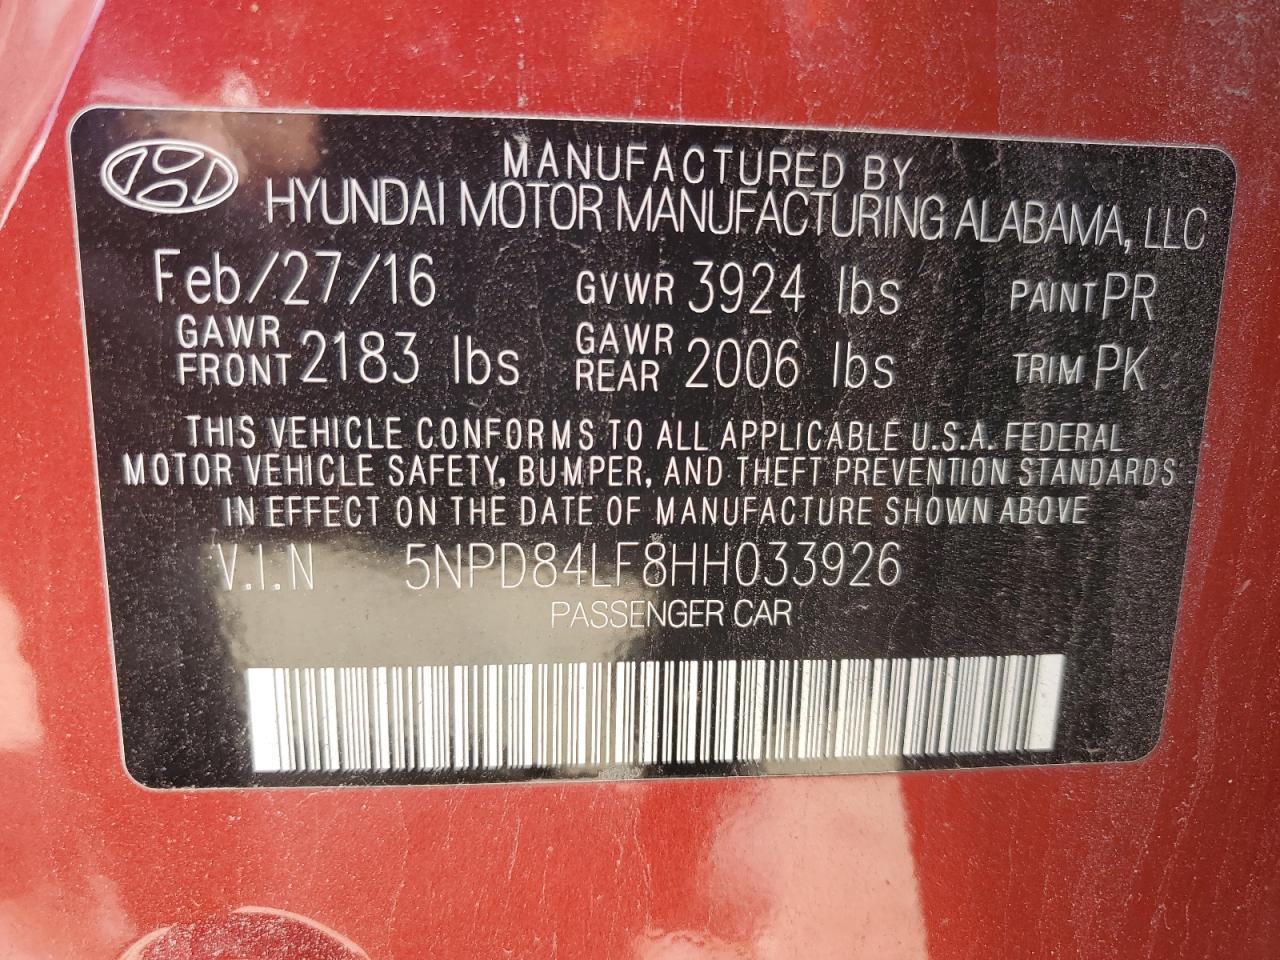 MANUFACTURED BY
HYUNDAI MOTOR MANUFACTURING ALABAMA, LLC
Feb/27/16 GVWR 3924 lbs PAINT PR
GAWR FRONT 2183 lbs GAWR REAR 2006 lbs TRIM PK
THIS VEHICLE CONFORMS TO ALL APPLICABLE U.S.A. FEDERAL
MOTOR VEHICLE SAFETY, BUMPER, AND THEFT PREVENTION STANDARDS
IN EFFECT ON THE DATE OF MANUFACTURE SHOWN ABOVE
V.I.N 5NPD84LF8HH033926
PASSENGER CAR